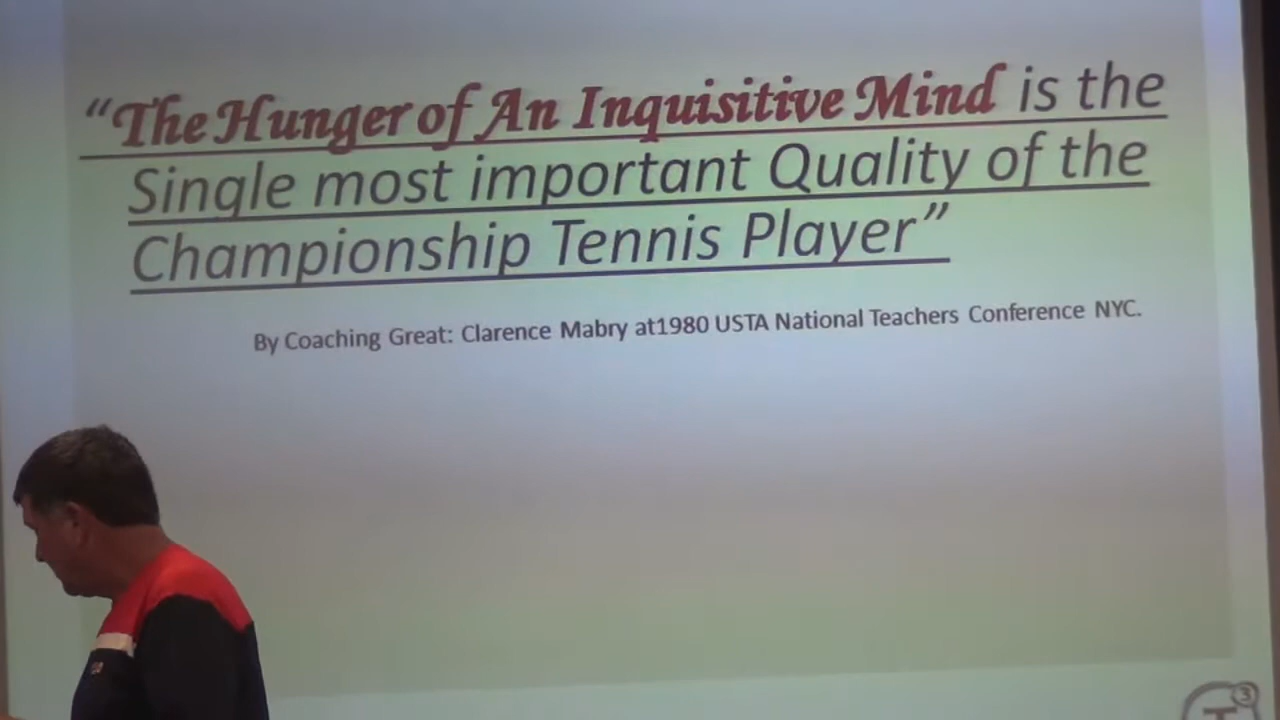 “The Hunger of An Inquisitive Mind is the
Single most important Quality of the
Championship Tennis Player”
By Coaching Great: Clarence Mabry at1980 USTA National Teachers Conference NYC.
3